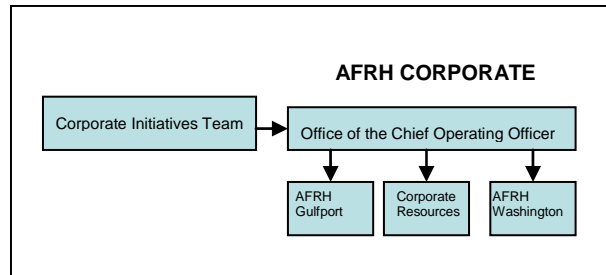 AFRH CORPORATE
Corporate Initiatives Team
Office of the Chief Operating Officer
AFRH
Gulfport
Corporate
Resources
AFRH
Washington